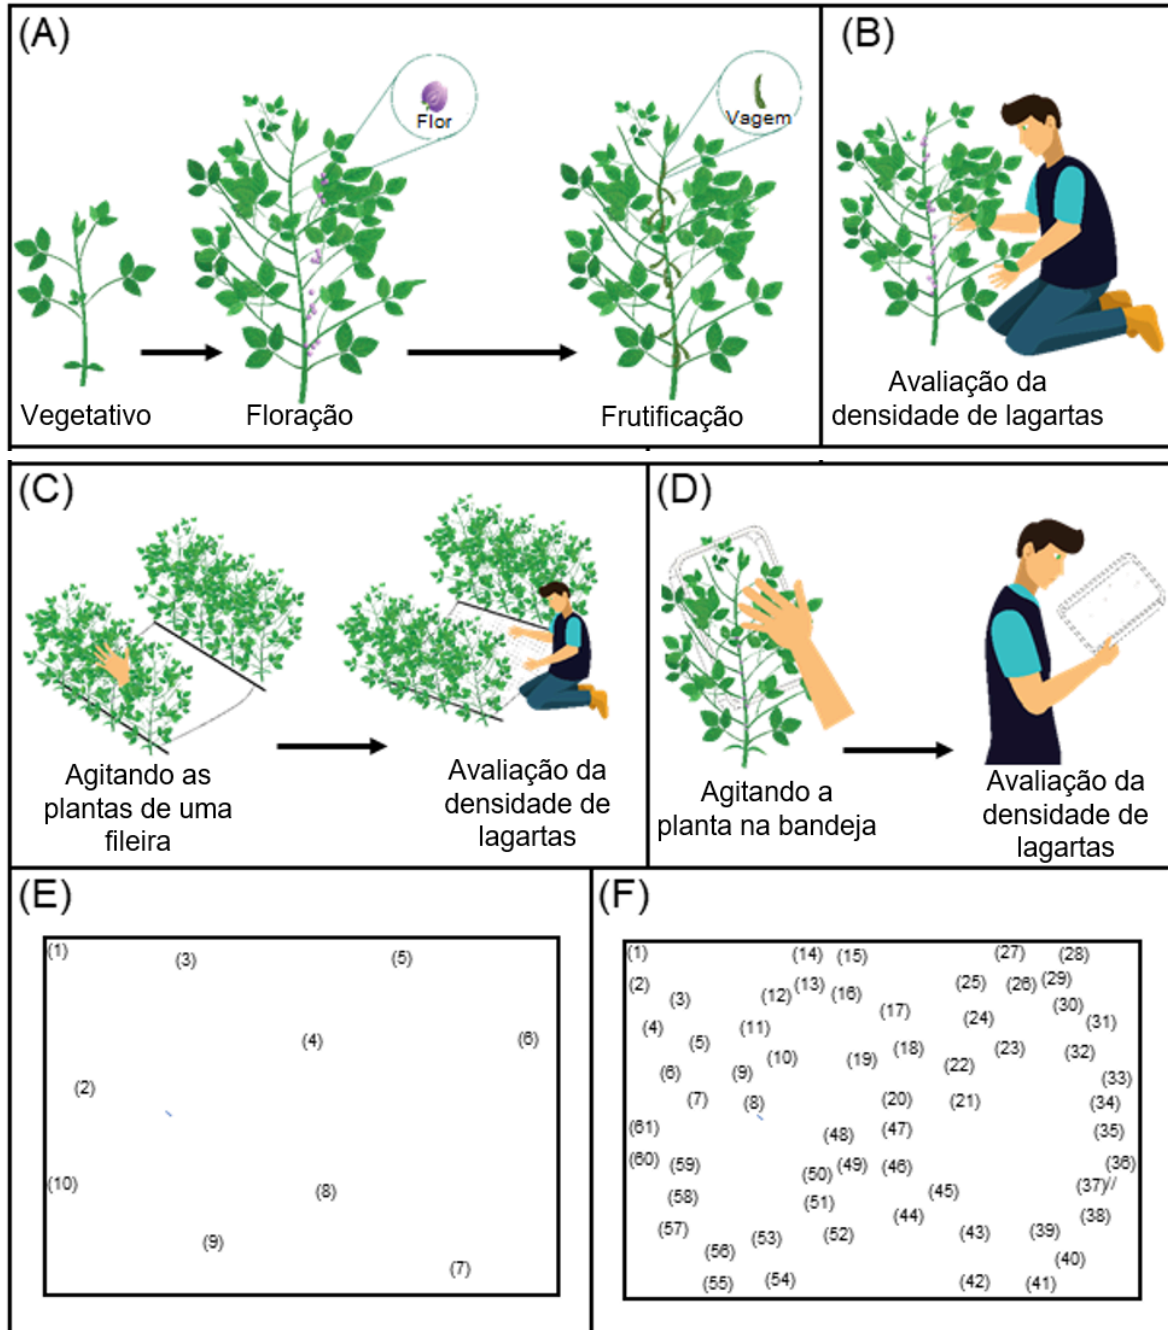 (A)
Flor
Vagem
Vegetativo
Floração
Frutificação
(B)
Avaliação da
densidade de lagartas
(C)
Agitando as
plantas de uma
fileira
Avaliação da
densidade de
lagartas
(D)
Agitando a
planta na bandeja
Avaliação da
densidade de
lagartas
(E)
(1)
(3)
(5)
(4)
(6)
(2)
(10)
(8)
(9)
(7)
(F)
(1) (14) (15) (27) (28)
(2) (3) (12) (13) (16) (25) (26) (29)
(4) (11) (17) (24) (30) (31)
(5) (10) (19) (18) (23) (32)
(6) (9) (22) (33)
(7) (8) (20) (21) (34)
(61) (48) (47) (35)
(60) (59) (50) (49) (46) (36)
(58) (51) (45) (37)//
(57) (53) (52) (44) (43) (39) (38)
(56) (40)
(55) (54) (42) (41)